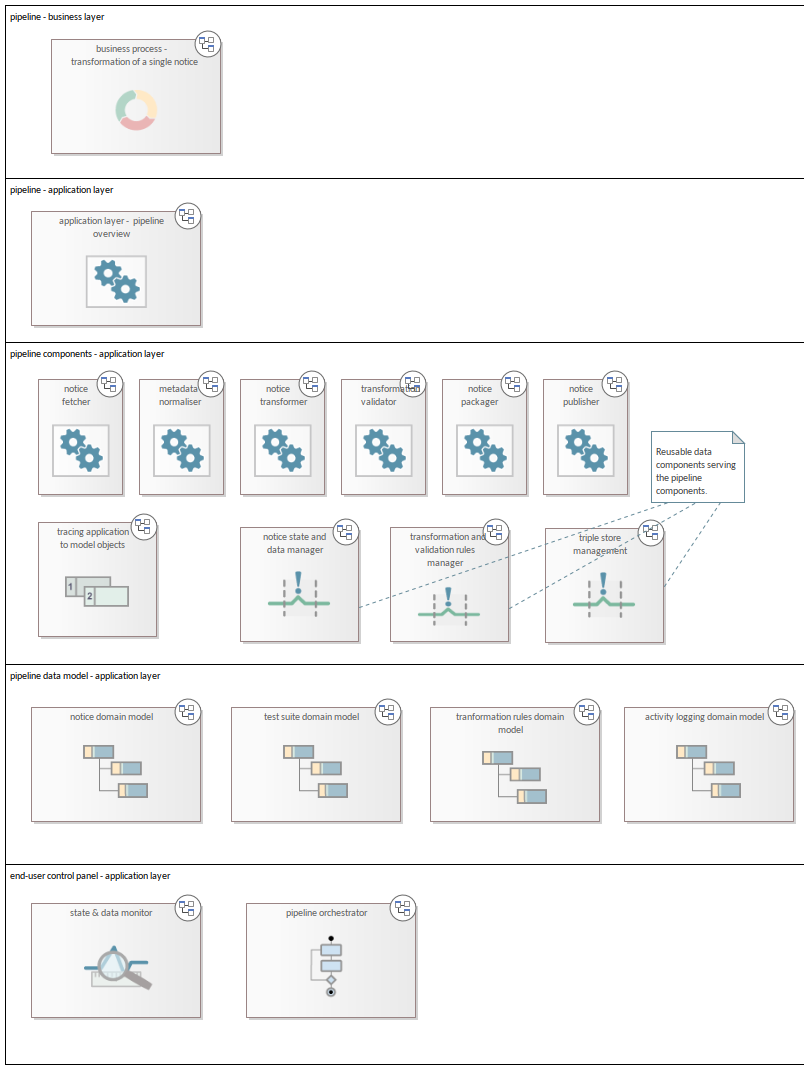 pipeline - business layer
business process -
transformation of a single notice
pipeline - application layer
application layer - pipeline
overview
pipeline components - application layer
notice
fetcher
metadata
normaliser
notice
transformer
transformation
validator
notice
packager
notice
publisher
Reusable data
components serving
the pipeline
components.
tracing application
to model objects
1
2
notice state and
data manager
transformation and
validation rules
manager
triple store
management
pipeline data model - application layer
notice domain model
test suite domain model
tranformation rules domain
model
activity logging domain model
end-user control panel - application layer
state & data monitor
pipeline orchestrator